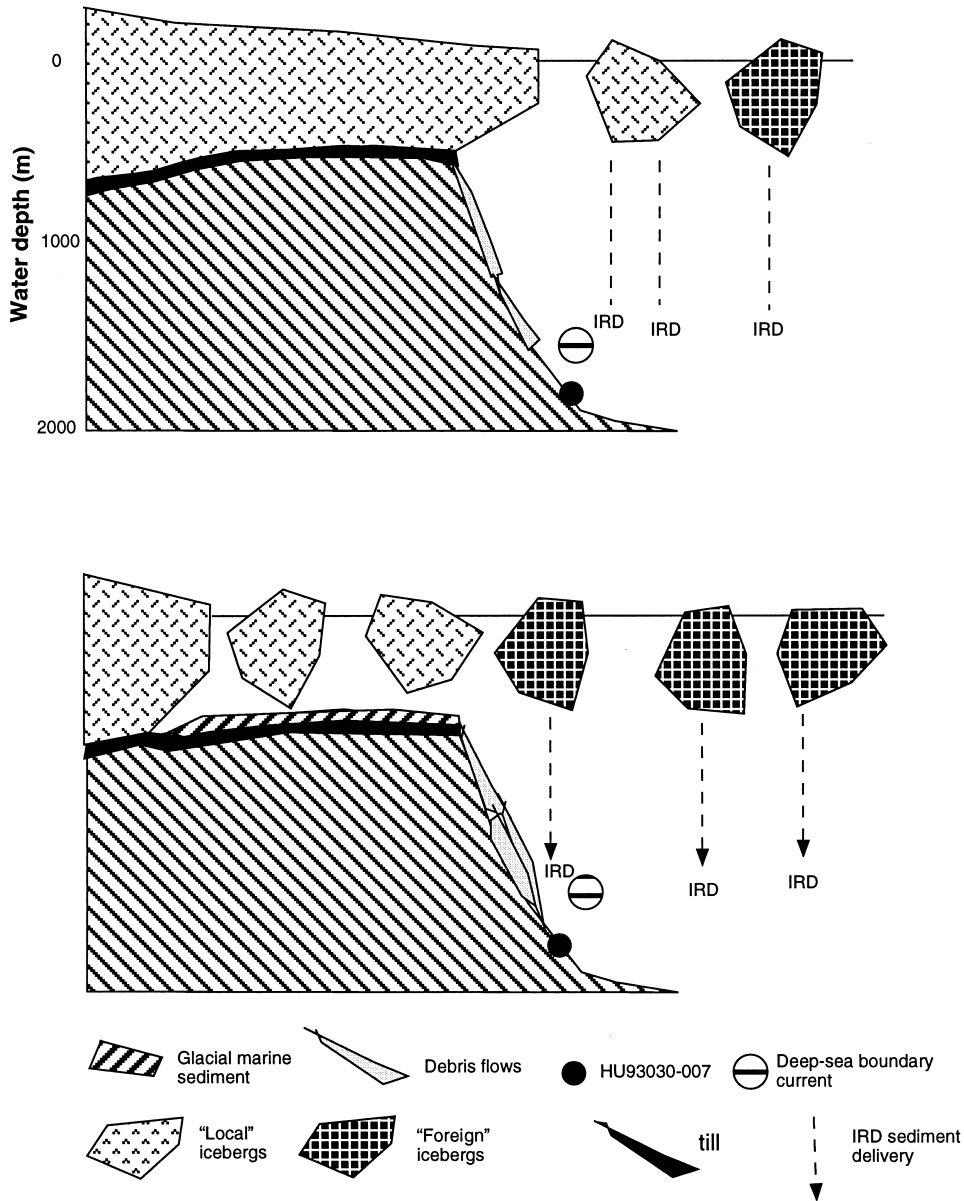 Water depth (m)
0
1000
2000
IRD
IRD
IRD
IRD
IRD
IRD
Glacial marine
sediment
Debris flows
HU93030-007
Deep-sea boundary
current
“Local”
icebergs
“Foreign”
icebergs
till
IRD sediment
delivery